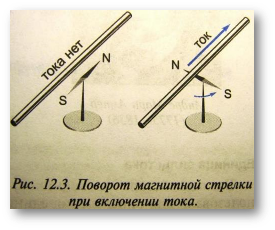 тока нет
N
S
ток
N
S
Рис. 12.3. Поворот магнитной стрелки
при включении тока.